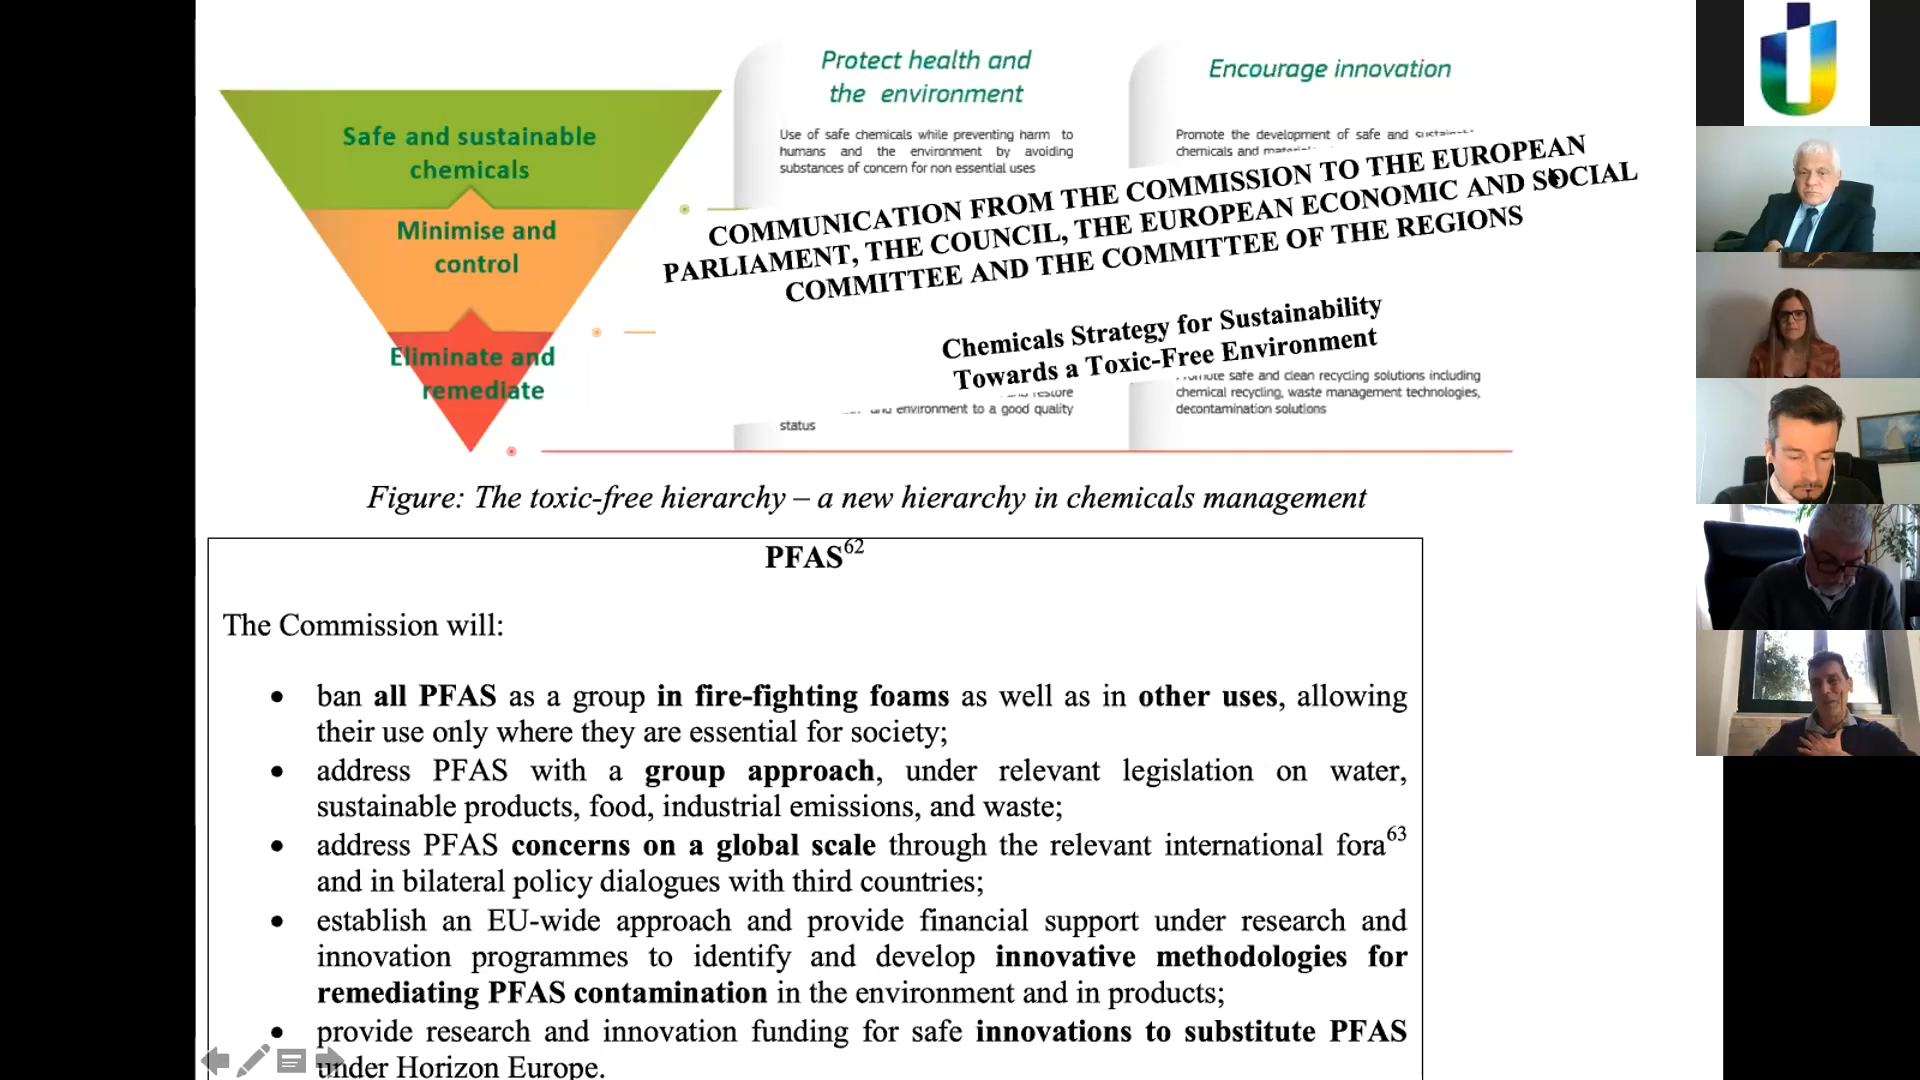 Safe and sustainable
chemicals
Minimise and
control
Eliminate and
remediate
Protect health and
the environment
Use of safe chemicals while preventing harm to
humans and the environment by avoiding
substances of concern for non essential uses
Encourage innovation
Promote the development of safe and sustainable
chemicals and
COMMUNICATION FROM THE COMMISSION TO THE EUROPEAN
PARLIAMENT, THE COUNCIL, THE EUROPEAN ECONOMIC AND SOCIAL
COMMITTEE AND THE COMMITTEE OF THE REGIONS
Chemicals Strategy for Sustainability
Towards a Toxic-Free Environment
and restore
and environment to a good quality
status
Promote safe and clean recycling solutions including
chemical recycling, waste management technologies,
decontamination solutions
Figure: The toxic-free hierarchy – a new hierarchy in chemicals management
PFAS62
The Commission will:
• ban all PFAS as a group in fire-fighting foams as well as in other uses, allowing
their use only where they are essential for society;
• address PFAS with a group approach, under relevant legislation on water,
sustainable products, food, industrial emissions, and waste;
• address PFAS concerns on a global scale through the relevant international fora63
and in bilateral policy dialogues with third countries;
• establish an EU-wide approach and provide financial support under research and
innovation programmes to identify and develop innovative methodologies for
remediating PFAS contamination in the environment and in products;
• provide research and innovation funding for safe innovations to substitute PFAS
under Horizon Europe.